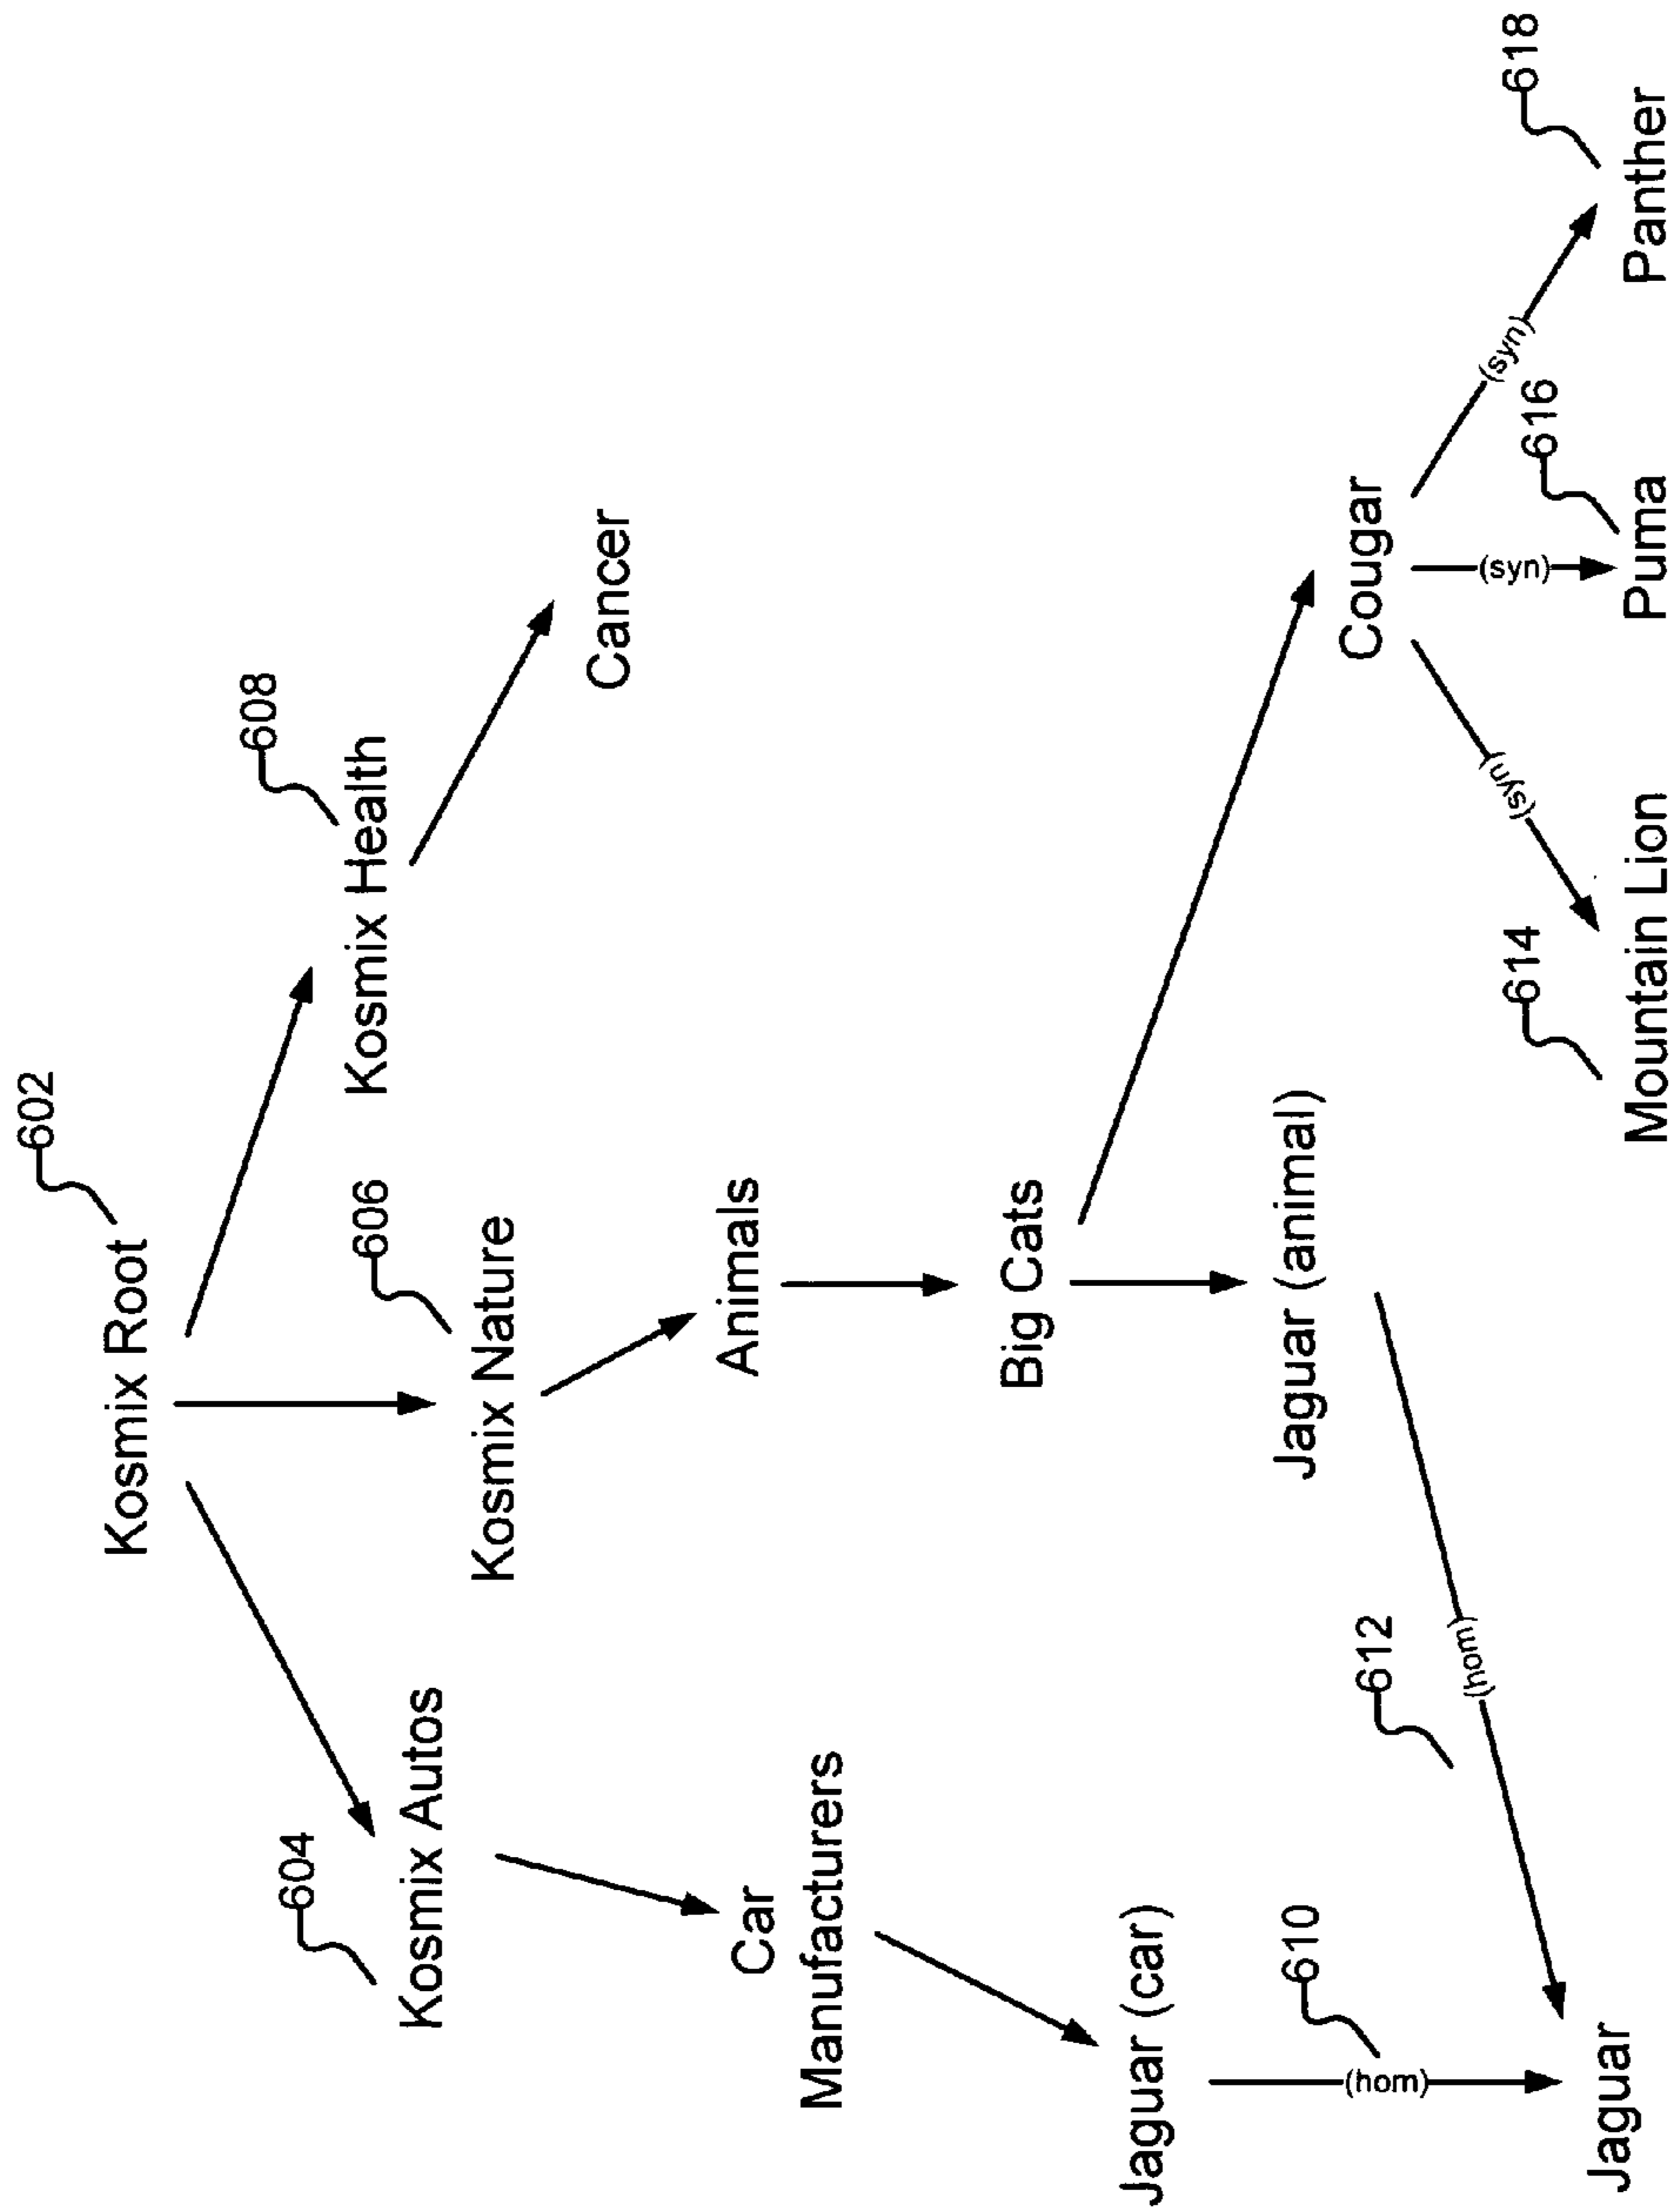 602
Kosmix Root
608
Kosmix Health
606
Kosmix Nature
604
Kosmix Autos
Cancer
Animals
Car
Manufacturers
Big Cats
Jaguar (car)
Jaguar (animal)
Cougar
610
(hom)
612
(hom)
(syn)
(syn)
(syn)
614
616
618
Jaguar
Mountain Lion
Puma
Panther